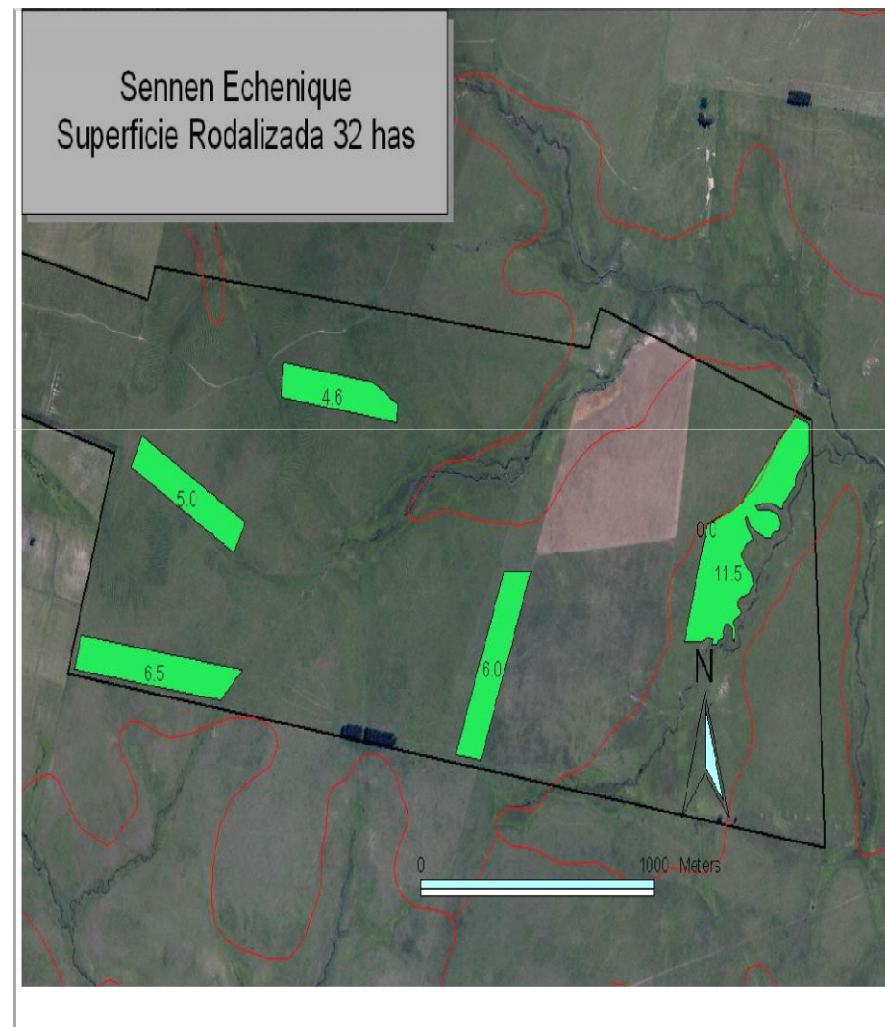 Sennen Echenique
Superficie Rodalizada 32 has
4.6
5.0
0.0
11.5
6.5
6.0
N
0 1000 Meters